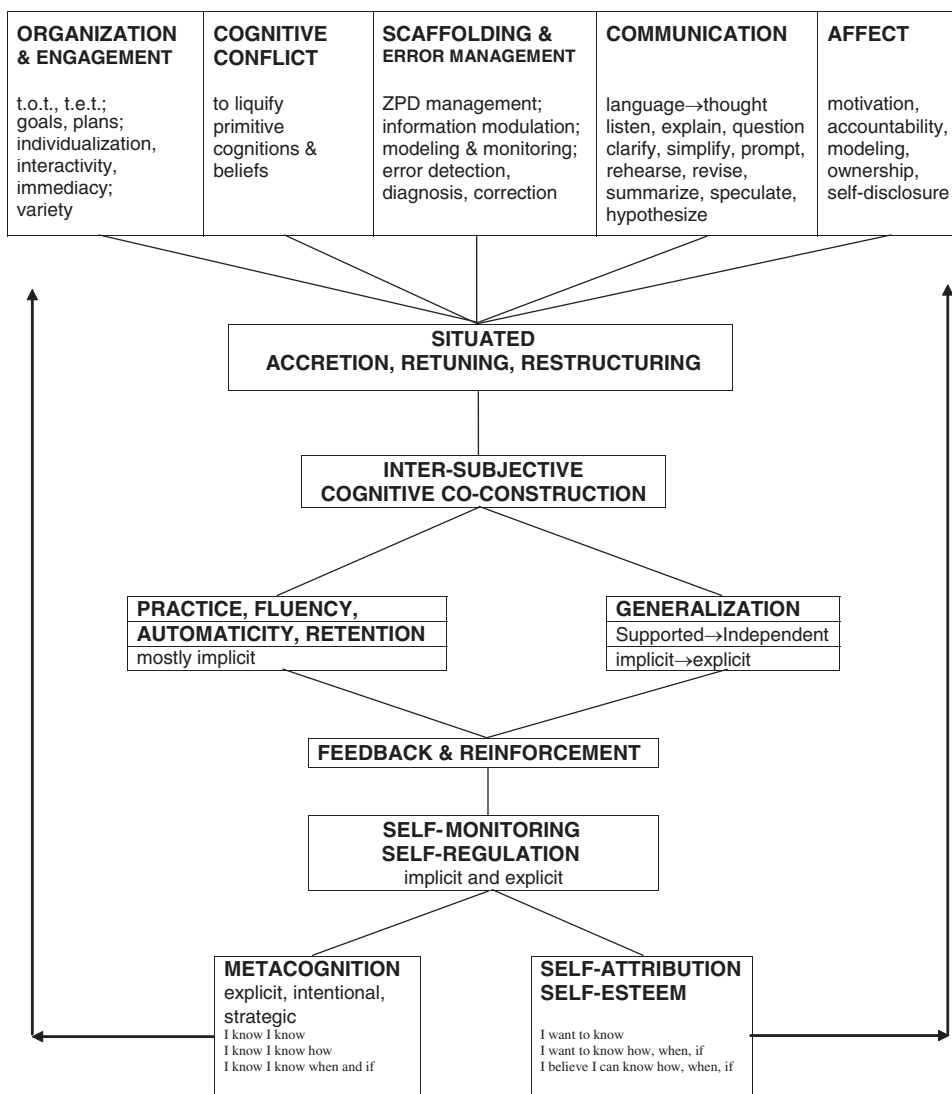 ORGANIZATION
& ENGAGEMENT
t.o.t., t.e.t.;
goals, plans;
individualization,
interactivity,
immediacy;
variety
COGNITIVE
CONFLICT
to liquify
primitive
cognitions &
beliefs
SCAFFOLDING &
ERROR MANAGEMENT
ZPD management;
information modulation;
modeling & monitoring;
error detection,
diagnosis, correction
COMMUNICATION
language→thought
listen, explain, question
clarify, simplify, prompt,
rehearse, revise,
summarize, speculate,
hypothesize
AFFECT
motivation,
accountability,
modeling,
ownership,
self-disclosure
SITUATED
ACCRETION, RETUNING, RESTRUCTURING
INTER-SUBJECTIVE
COGNITIVE CO-CONSTRUCTION
PRACTICE, FLUENCY,
AUTOMATICITY, RETENTION
mostly implicit
GENERALIZATION
Supported→Independent
implicit→explicit
FEEDBACK & REINFORCEMENT
SELF-MONITORING
SELF-REGULATION
implicit and explicit
METACOGNITION
explicit, intentional,
strategic
I know I know
I know I know how
I know I know when and if
SELF-ATTRIBUTION
SELF-ESTEEM
I want to know
I want to know how, when, if
I believe I can know how, when, if